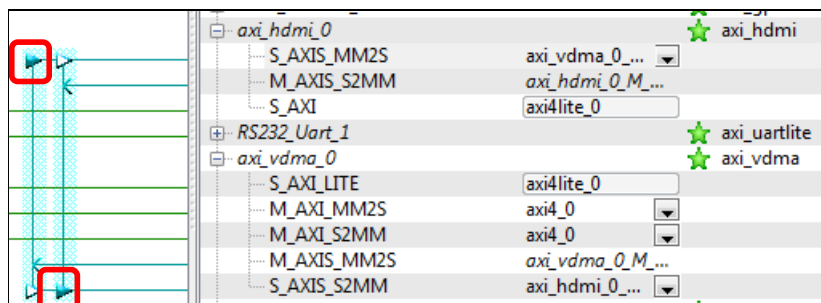 axi_hdmi_0 axi_hdmi
S_AXIS_MM2S axi_vdma_0_...
M_AXIS_S2MM axi_hdmi_0_M_...
S_AXI axi4lite_0
RS232_Uart_1 axi_uartlite
axi_vdma_0 axi_vdma
S_AXI_LITE axi4lite_0
M_AXI_MM2S axi4_0
M_AXI_S2MM axi4_0
M_AXIS_MM2S axi_vdma_0_M_...
S_AXIS_S2MM axi_hdmi_0_...